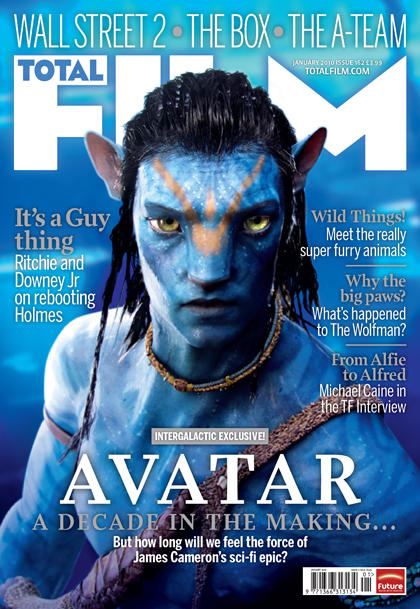 WALL STREET 2 • THE BOX • THE A-TEAM
TOTAL
FILM
JANUARY 2010 ISSUE 162 £3.99
TOTALFILM.COM
It's a Guy
thing
Ritchie and
Downey Jr
on rebooting
Holmes
Wild Things!
Meet the really
super furry animals
Why the
big paws?
What's happened
to The Wolfman?
From Alfie
to Alfred
Michael Caine in
the TF Interview
INTERGALACTIC EXCLUSIVE!
AVATAR
A DECADE IN THE MAKING...
But how long will we feel the force of
James Cameron's sci-fi epic?
01>
9 771366 313154
Future